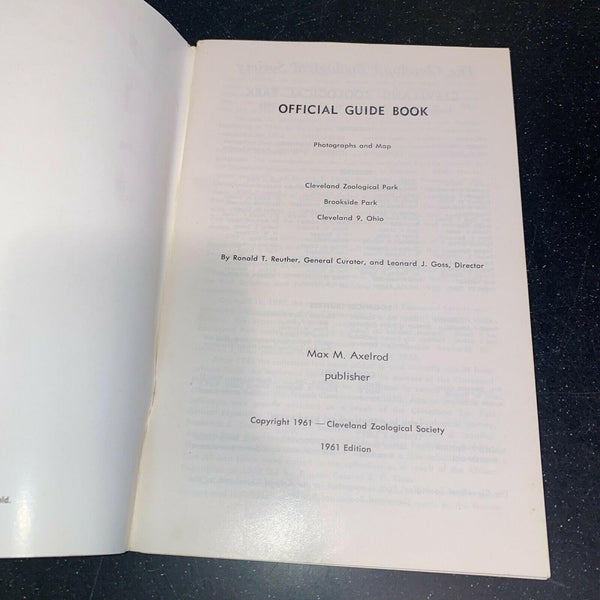 OFFICIAL GUIDE BOOK
Photographs and Map
Cleveland Zoological Park
Brookside Park
Cleveland 9, Ohio
By Ronald T. Reuther, General Curator, and Leonard J. Goss, Director
Max M. Axelrod
publisher
Copyright 1961 — Cleveland Zoological Society
1961 Edition